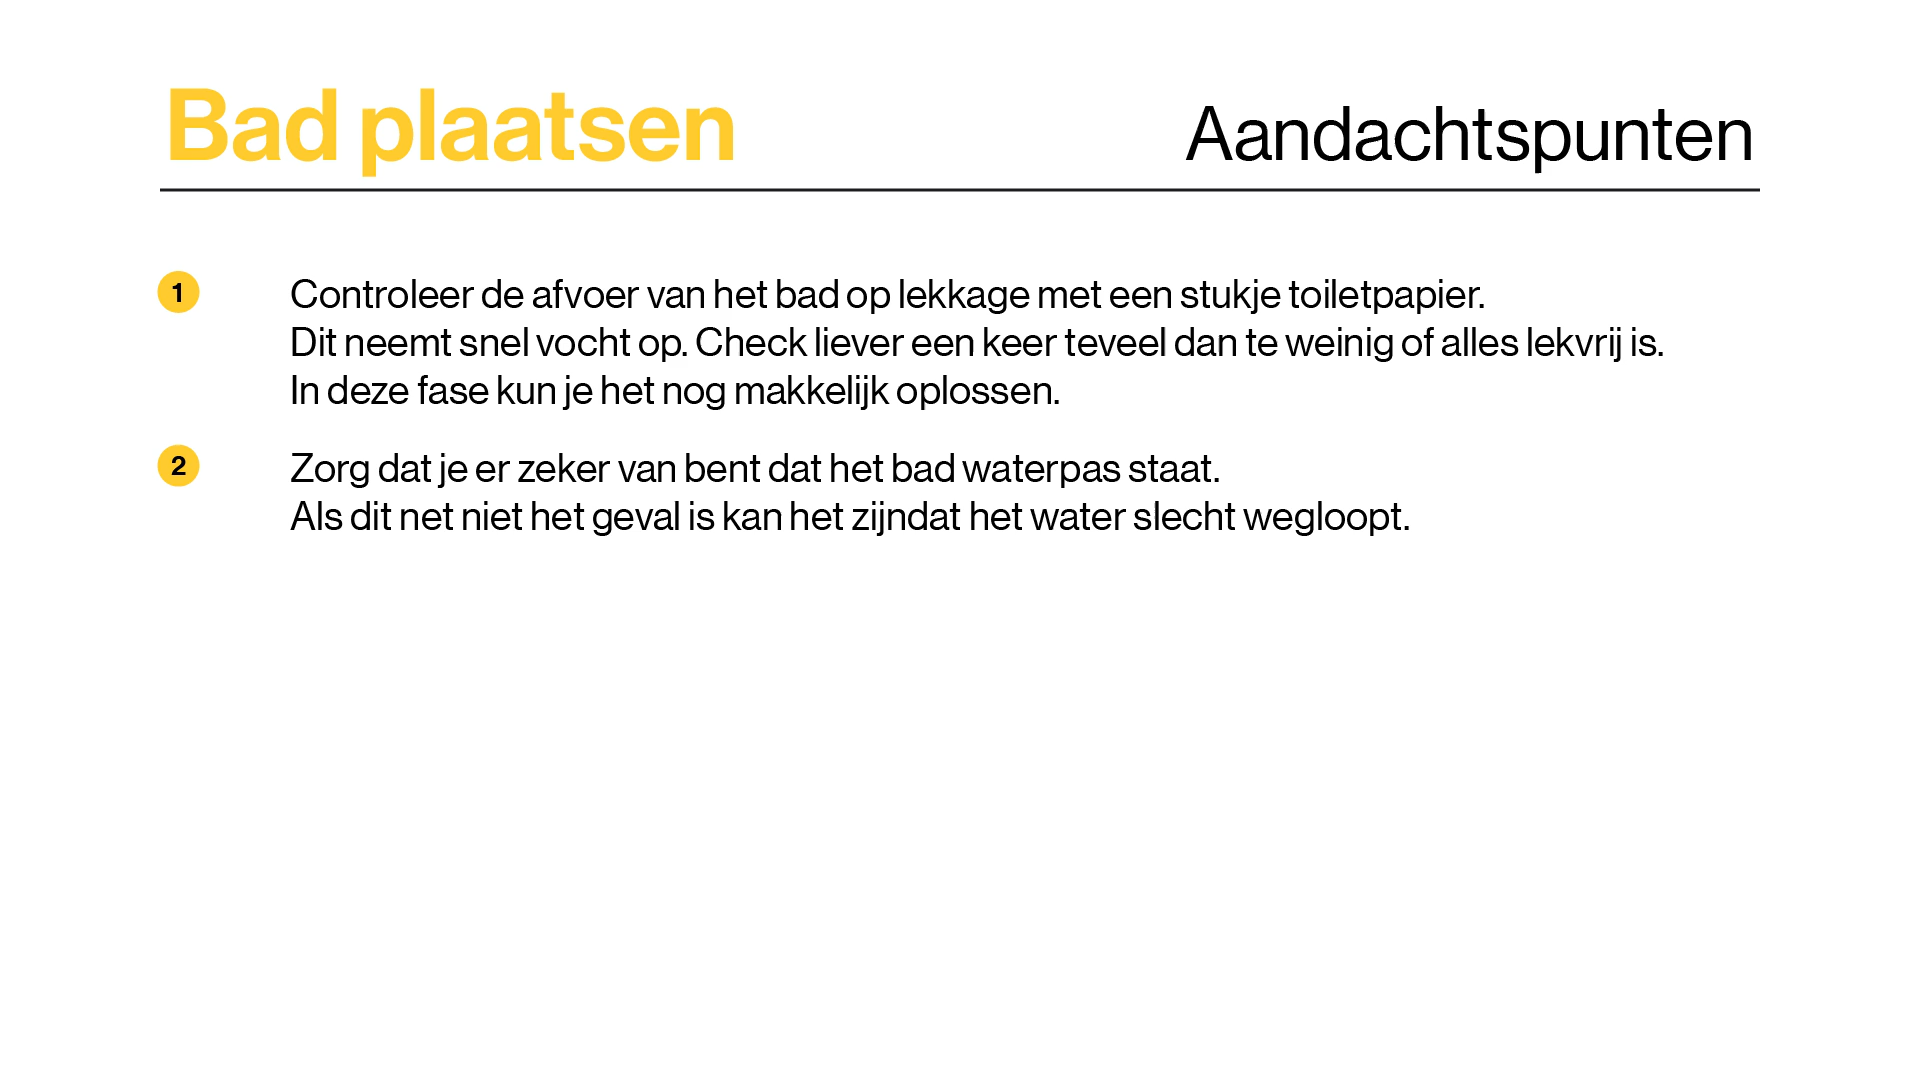 Bad plaatsen
Aandachtspunten
1
Controleer de afvoer van het bad op lekkage met een stukje toiletpapier.
Dit neemt snel vocht op. Check liever een keer teveel dan te weinig of alles lekvrij is.
In deze fase kun je het nog makkelijk oplossen.
2
Zorg dat je er zeker van bent dat het bad waterpas staat.
Als dit net niet het geval is kan het zijndat het water slecht wegloopt.